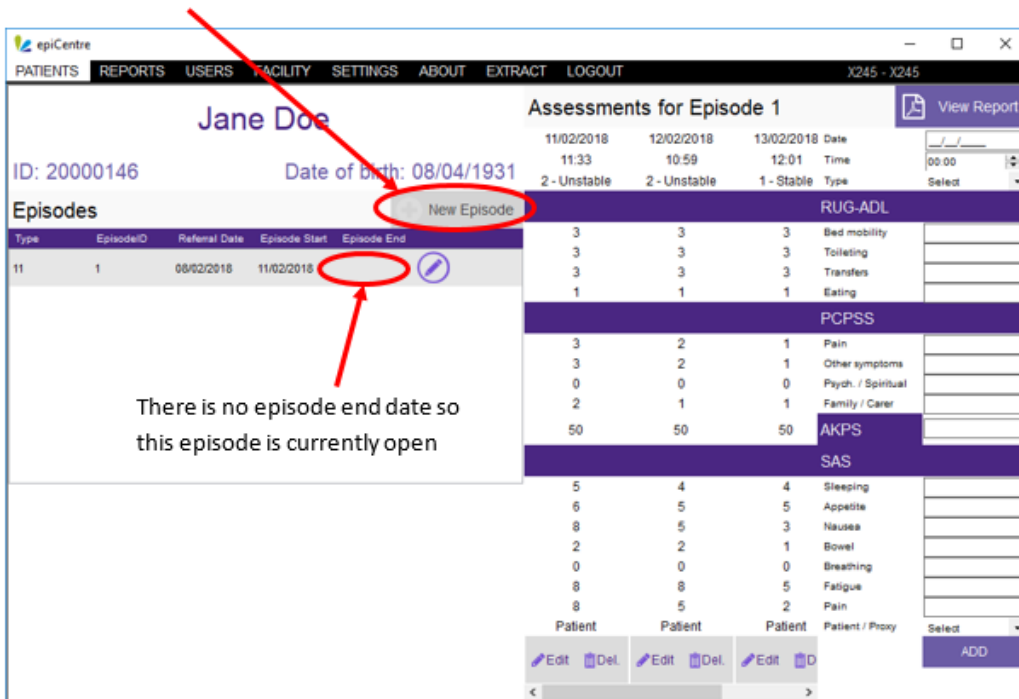 epiCentre
PATIENTS REPORTS USERS FACILITY SETTINGS ABOUT EXTRACT LOGOUT X245 - X245
Jane Doe
ID: 20000146 Date of birth: 08/04/1931
Episodes New Episode
Type EpisodeID Referral Date Episode Start Episode End
11 1 08/02/2018 11/02/2018
There is no episode end date so
this episode is currently open
Assessments for Episode 1 View Report
11/02/2018 12/02/2018 13/02/2018 Date __/__/____
11:33 10:59 12:01 Time 00:00
2 - Unstable 2 - Unstable 1 - Stable Type Select
RUG-ADL
3 3 3 Bed mobility
3 3 3 Toileting
3 3 3 Transfers
1 1 1 Eating
PCPSS
3 2 1 Pain
3 2 1 Other symptoms
0 0 0 Psych. / Spiritual
2 1 1 Family / Carer
50 50 50 AKPS
SAS
5 4 4 Sleeping
6 5 5 Appetite
8 5 3 Nausea
2 2 1 Bowel
0 0 0 Breathing
8 8 5 Fatigue
8 5 2 Pain
Patient Patient Patient Patient / Proxy Select
Edit Del. Edit Del. Edit D ADD